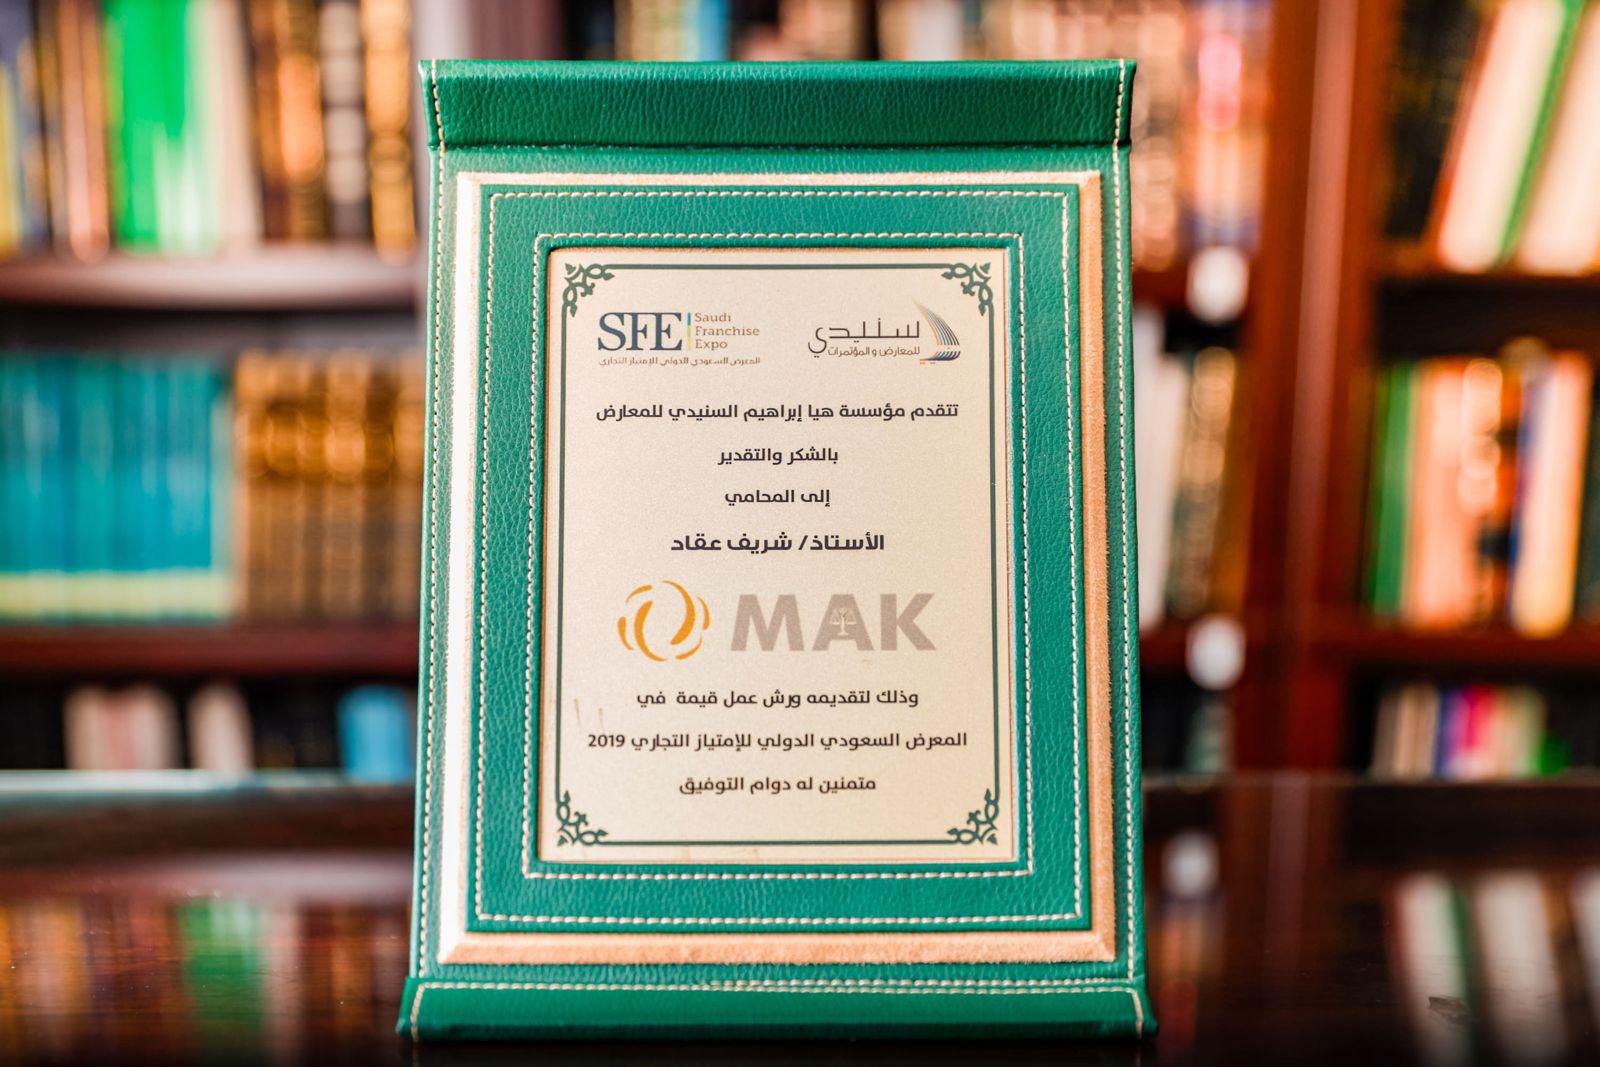 SFE
Saudi
Franchise
Expo
المعرض السعودي الدولي للإمتياز التجاري
سنيدي
للمعارض والمؤتمرات
تتقدم مؤسسة هيا إبراهيم السنيدي للمعارض
بالشكر والتقدير
إلى المحامي
الأستاذ/ شريف عقاد
MAK
وذلك لتقديمه ورش عمل قيمة في
المعرض السعودي الدولي للإمتياز التجاري 2019
متمنين له دوام التوفيق